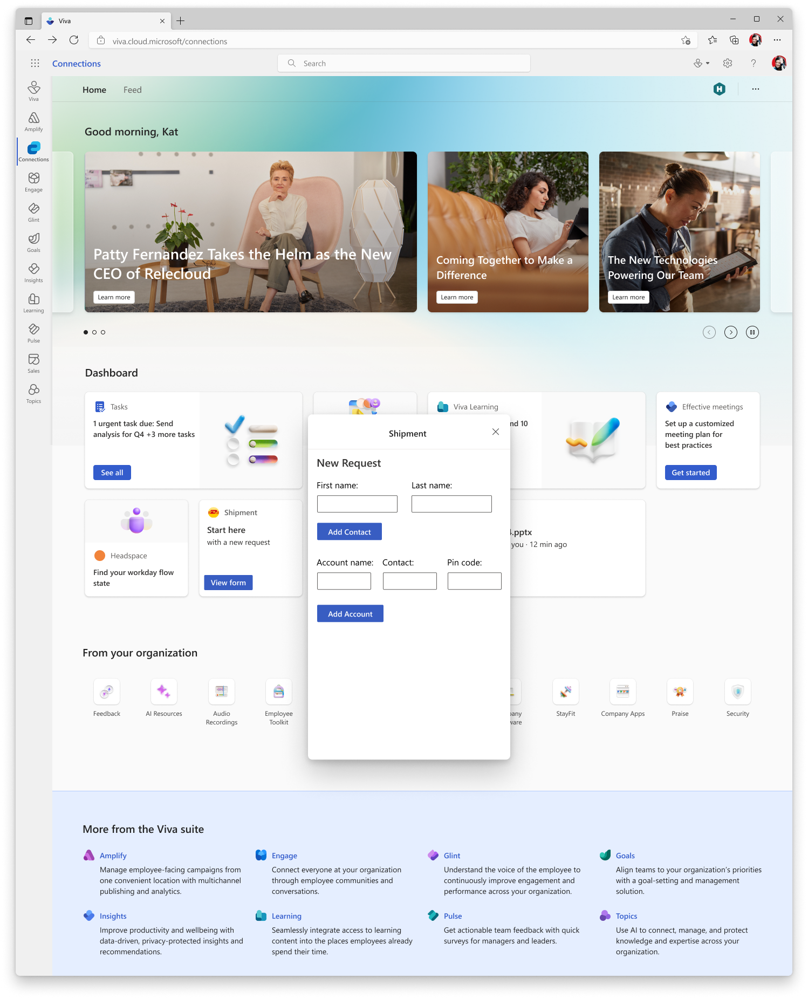 Viva
viva.cloud.microsoft/connections
Connections
Search
?
Viva
Amplify
Connections
Engage
Glint
Goals
Insights
Learning
Pulse
Sales
Topics
Home
Feed
H
Good morning, Kat
Patty Fernandez Takes the Helm as the New
CEO of Relecloud
Learn more
Coming Together to Make a
Difference
Learn more
The New Technologies
Powering Our Team
Learn more
Dashboard
Tasks
1 urgent task due: Send
analysis for Q4 +3 more tasks
See all
Viva Learning
nd 10
Effective meetings
Set up a customized
meeting plan for
best practices
Get started
Headspace
Find your workday flow
state
Shipment
Start here
with a new request
View form
4.pptx
you · 12 min ago
Shipment
New Request
First name:
Last name:
Add Contact
Account name:
Contact:
Pin code:
Add Account
From your organization
Feedback
AI Resources
Audio
Recordings
Employee
Toolkit
pany
ware
StayFit
Company Apps
Praise
Security
More from the Viva suite
Amplify
Manage employee-facing campaigns from
one convenient location with multichannel
publishing and analytics.
Engage
Connect everyone at your organization
through employee communities and
conversations.
Glint
Understand the voice of the employee to
continuously improve engagement and
performance across your organization.
Goals
Align teams to your organization's priorities
with a goal-setting and management
solution.
Insights
Improve productivity and wellbeing with
data-driven, privacy-protected insights and
recommendations.
Learning
Seamlessly integrate access to learning
content into the places employees already
spend their time.
Pulse
Get actionable team feedback with quick
surveys for managers and leaders.
Topics
Use AI to connect, manage, and protect
knowledge and expertise across your
organization.